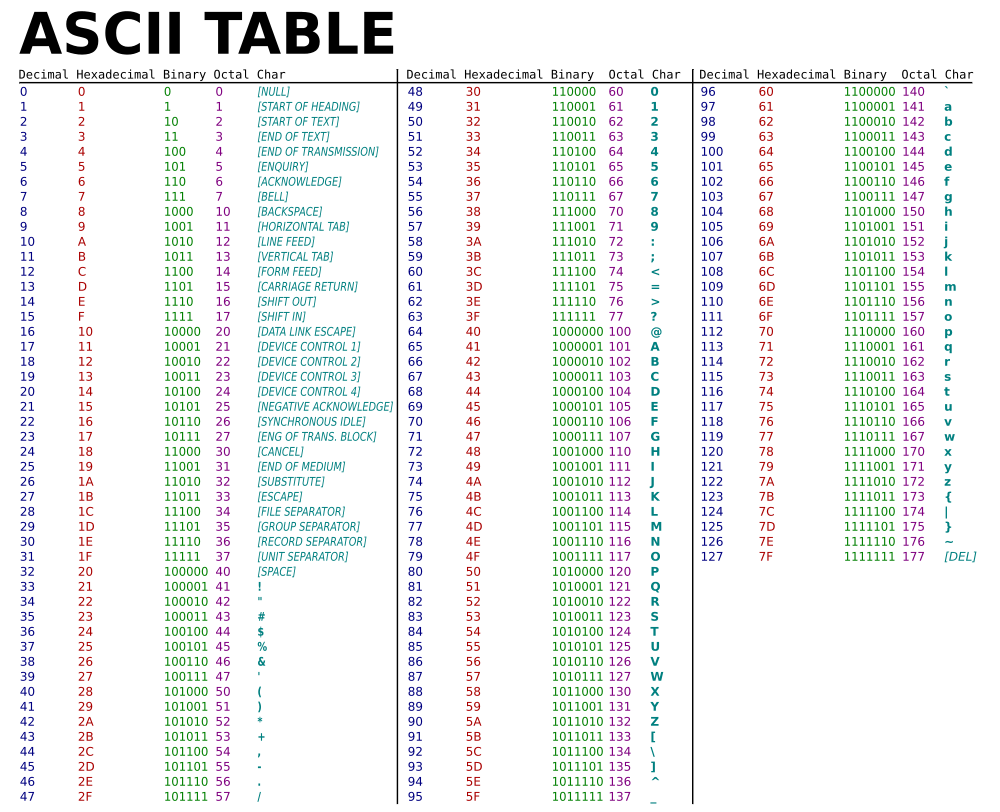 ASCII TABLE
Decimal Hexadecimal Binary Octal Char
0 0 0 0 [NULL]
1 1 1 1 [START OF HEADING]
2 2 10 2 [START OF TEXT]
3 3 11 3 [END OF TEXT]
4 4 100 4 [END OF TRANSMISSION]
5 5 101 5 [ENQUIRY]
6 6 110 6 [ACKNOWLEDGE]
7 7 111 7 [BELL]
8 8 1000 10 [BACKSPACE]
9 9 1001 11 [HORIZONTAL TAB]
10 A 1010 12 [LINE FEED]
11 B 1011 13 [VERTICAL TAB]
12 C 1100 14 [FORM FEED]
13 D 1101 15 [CARRIAGE RETURN]
14 E 1110 16 [SHIFT OUT]
15 F 1111 17 [SHIFT IN]
16 10 10000 20 [DATA LINK ESCAPE]
17 11 10001 21 [DEVICE CONTROL 1]
18 12 10010 22 [DEVICE CONTROL 2]
19 13 10011 23 [DEVICE CONTROL 3]
20 14 10100 24 [DEVICE CONTROL 4]
21 15 10101 25 [NEGATIVE ACKNOWLEDGE]
22 16 10110 26 [SYNCHRONOUS IDLE]
23 17 10111 27 [ENG OF TRANS. BLOCK]
24 18 11000 30 [CANCEL]
25 19 11001 31 [END OF MEDIUM]
26 1A 11010 32 [SUBSTITUTE]
27 1B 11011 33 [ESCAPE]
28 1C 11100 34 [FILE SEPARATOR]
29 1D 11101 35 [GROUP SEPARATOR]
30 1E 11110 36 [RECORD SEPARATOR]
31 1F 11111 37 [UNIT SEPARATOR]
32 20 100000 40 [SPACE]
33 21 100001 41 !
34 22 100010 42 "
35 23 100011 43 #
36 24 100100 44 $
37 25 100101 45 %
38 26 100110 46 &
39 27 100111 47 '
40 28 101000 50 (
41 29 101001 51 )
42 2A 101010 52 *
43 2B 101011 53 +
44 2C 101100 54 ,
45 2D 101101 55 -
46 2E 101110 56 .
47 2F 101111 57 /
Decimal Hexadecimal Binary Octal Char
48 30 110000 60 0
49 31 110001 61 1
50 32 110010 62 2
51 33 110011 63 3
52 34 110100 64 4
53 35 110101 65 5
54 36 110110 66 6
55 37 110111 67 7
56 38 111000 70 8
57 39 111001 71 9
58 3A 111010 72 :
59 3B 111011 73 ;
60 3C 111100 74 <
61 3D 111101 75 =
62 3E 111110 76 >
63 3F 111111 77 ?
64 40 1000000 100 @
65 41 1000001 101 A
66 42 1000010 102 B
67 43 1000011 103 C
68 44 1000100 104 D
69 45 1000101 105 E
70 46 1000110 106 F
71 47 1000111 107 G
72 48 1001000 110 H
73 49 1001001 111 I
74 4A 1001010 112 J
75 4B 1001011 113 K
76 4C 1001100 114 L
77 4D 1001101 115 M
78 4E 1001110 116 N
79 4F 1001111 117 O
80 50 1010000 120 P
81 51 1010001 121 Q
82 52 1010010 122 R
83 53 1010011 123 S
84 54 1010100 124 T
85 55 1010101 125 U
86 56 1010110 126 V
87 57 1010111 127 W
88 58 1011000 130 X
89 59 1011001 131 Y
90 5A 1011010 132 Z
91 5B 1011011 133 [
92 5C 1011100 134 \
93 5D 1011101 135 ]
94 5E 1011110 136 ^
95 5F 1011111 137 _
Decimal Hexadecimal Binary Octal Char
96 60 1100000 140 `
97 61 1100001 141 a
98 62 1100010 142 b
99 63 1100011 143 c
100 64 1100100 144 d
101 65 1100101 145 e
102 66 1100110 146 f
103 67 1100111 147 g
104 68 1101000 150 h
105 69 1101001 151 i
106 6A 1101010 152 j
107 6B 1101011 153 k
108 6C 1101100 154 l
109 6D 1101101 155 m
110 6E 1101110 156 n
111 6F 1101111 157 o
112 70 1110000 160 p
113 71 1110001 161 q
114 72 1110010 162 r
115 73 1110011 163 s
116 74 1110100 164 t
117 75 1110101 165 u
118 76 1110110 166 v
119 77 1110111 167 w
120 78 1111000 170 x
121 79 1111001 171 y
122 7A 1111010 172 z
123 7B 1111011 173 {
124 7C 1111100 174 |
125 7D 1111101 175 }
126 7E 1111110 176 ~
127 7F 1111111 177 [DEL]